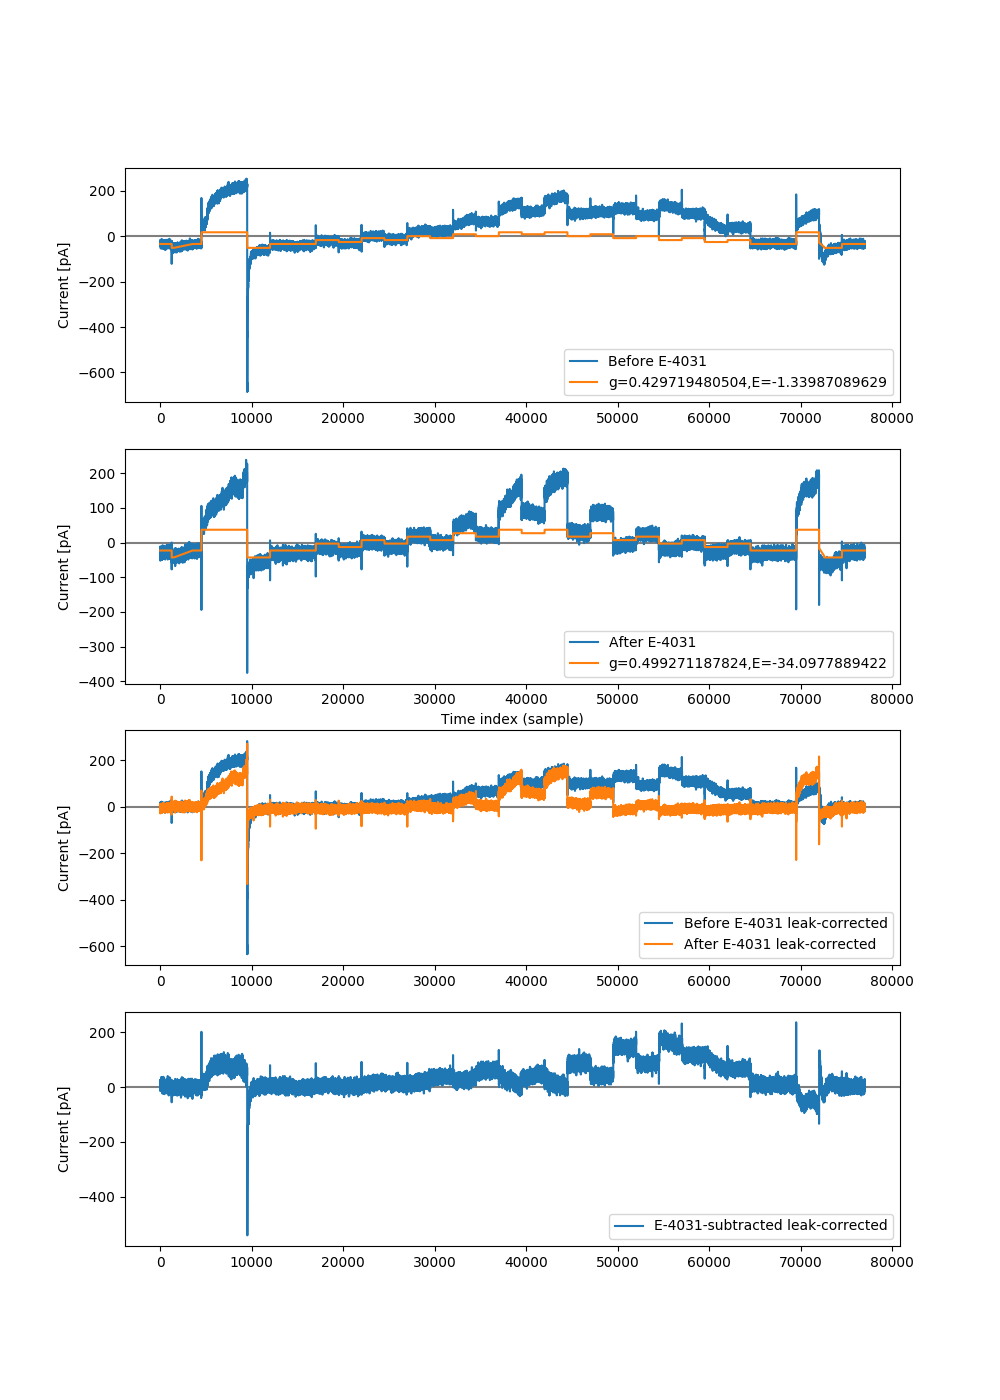 200
0
−200
−400
−600
Current [pA]
Before E-4031
g=0.429719480504,E=-1.33987089629
0 10000 20000 30000 40000 50000 60000 70000 80000
200
100
0
−100
−200
−300
−400
Current [pA]
After E-4031
g=0.499271187824,E=-34.0977889422
0 10000 20000 30000 40000 50000 60000 70000 80000
Time index (sample)
200
0
−200
−400
−600
Current [pA]
Before E-4031 leak-corrected
After E-4031 leak-corrected
0 10000 20000 30000 40000 50000 60000 70000 80000
200
0
−200
−400
Current [pA]
E-4031-subtracted leak-corrected
0 10000 20000 30000 40000 50000 60000 70000 80000